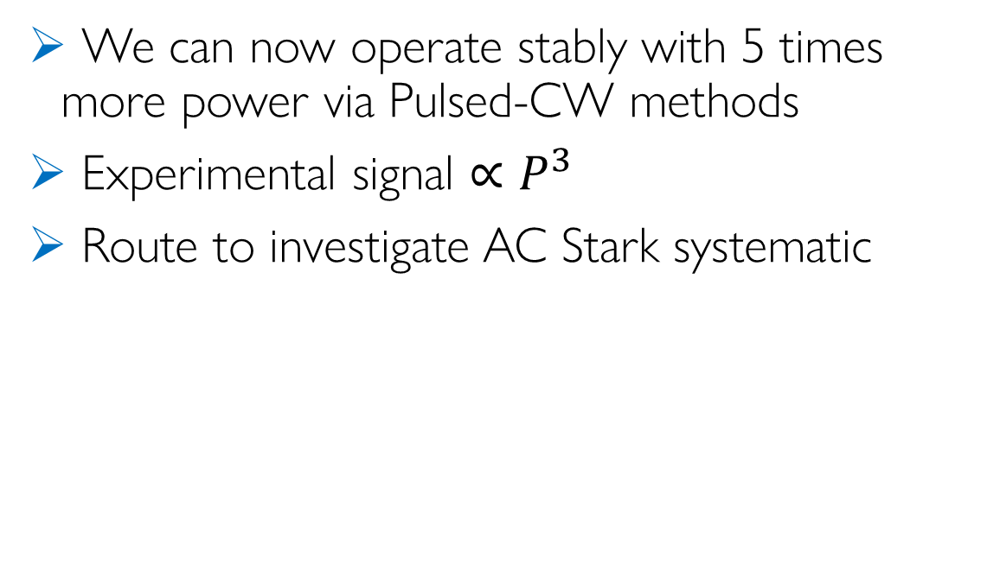 ➢ We can now operate stably with 5 times
more power via Pulsed-CW methods
➢ Experimental signal ∝ P³
➢ Route to investigate AC Stark systematic